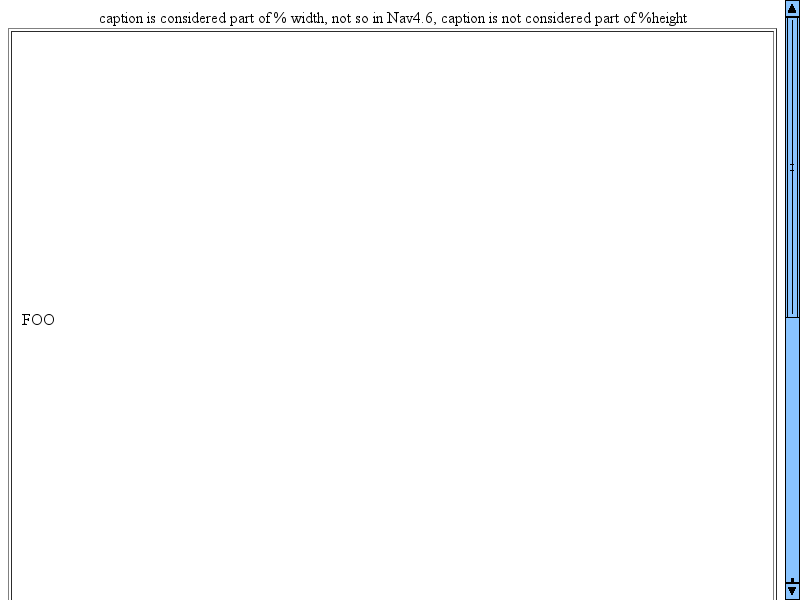 caption is considered part of % width, not so in Nav4.6, caption is not considered part of %height
FOO